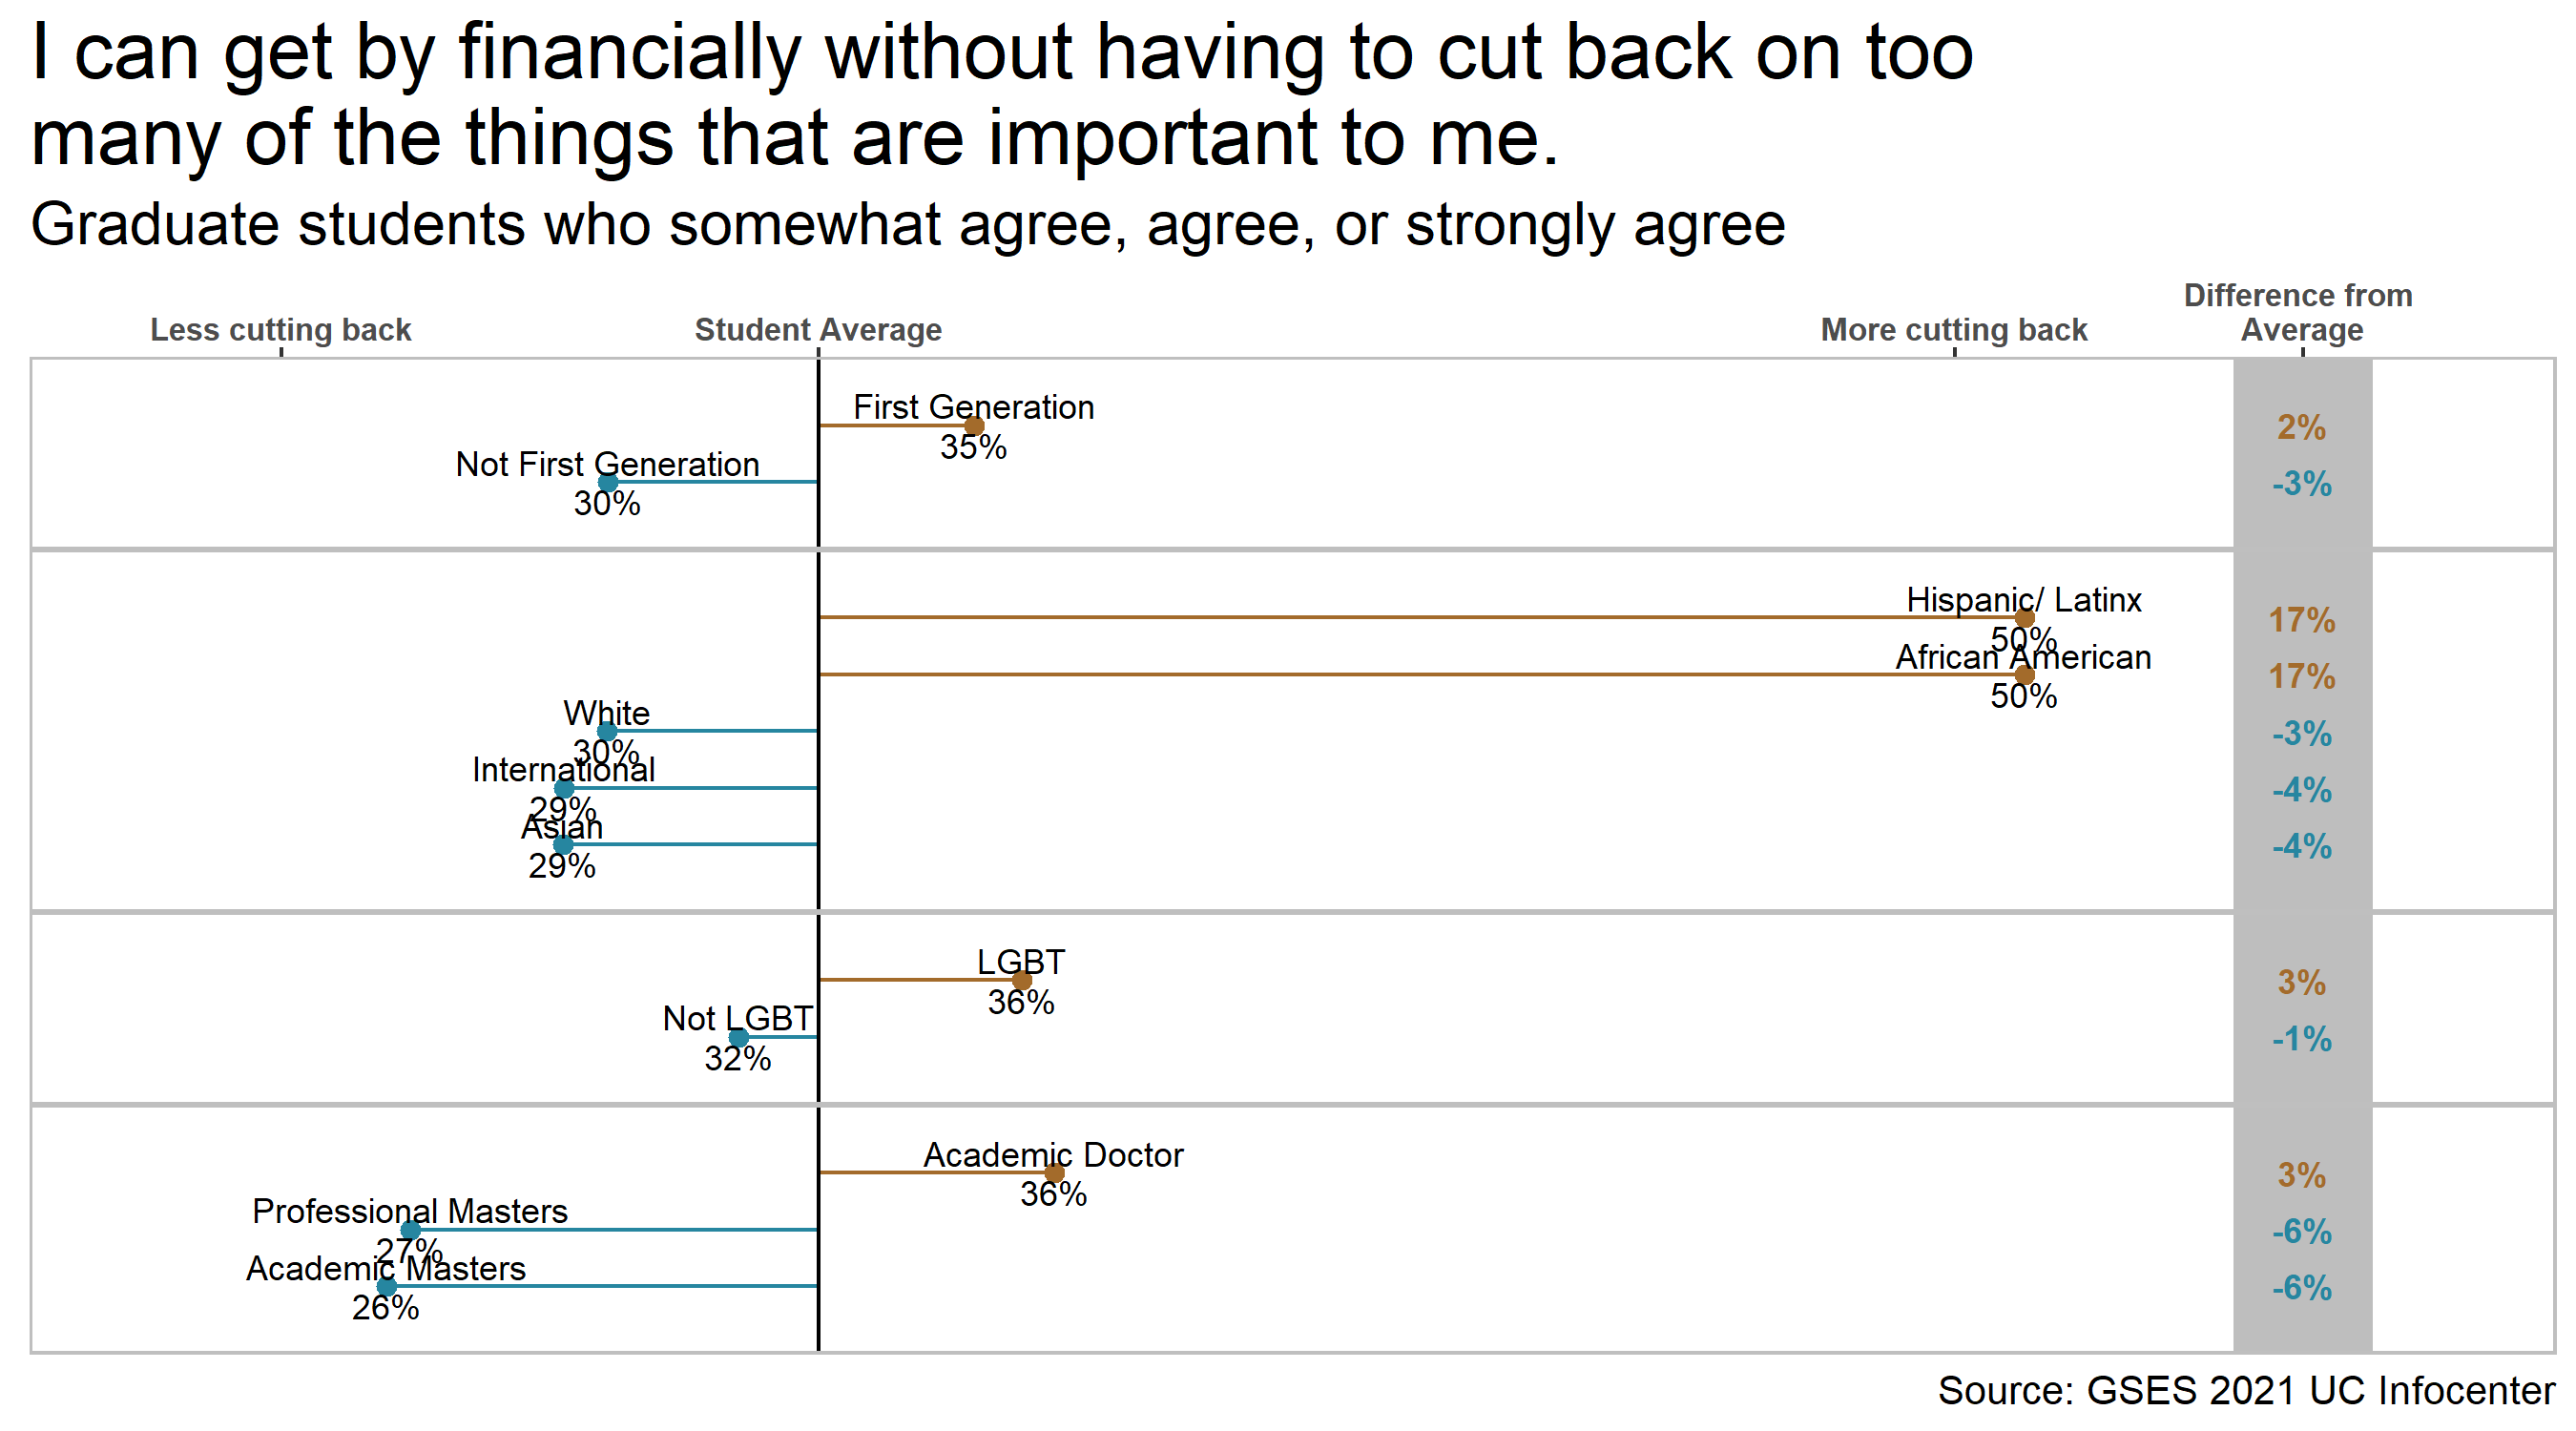 I can get by financially without having to cut back on too
many of the things that are important to me.
Graduate students who somewhat agree, agree, or strongly agree
Less cutting back
Student Average
More cutting back
Difference from
Average
First Generation
35%
2%
Not First Generation
30%
-3%
Hispanic/ Latinx
50%
17%
African American
50%
17%
White
30%
-3%
International
29%
-4%
Asian
29%
-4%
LGBT
36%
3%
Not LGBT
32%
-1%
Academic Doctor
36%
3%
Professional Masters
27%
-6%
Academic Masters
26%
-6%
Source: GSES 2021 UC Infocenter